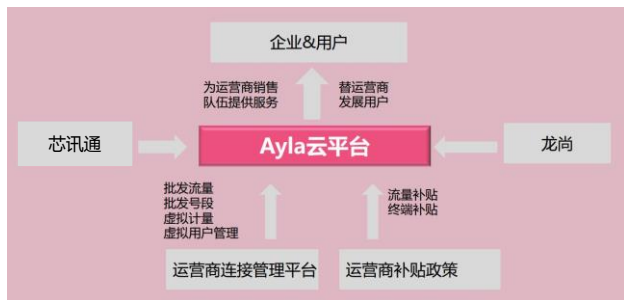 企业&用户
为运营商销售
队伍提供服务
替运营商
发展用户
芯讯通
Ayla云平台
龙尚
批发流量
批发号段
虚拟计量
虚拟用户管理
流量补贴
终端补贴
运营商连接管理平台
运营商补贴政策